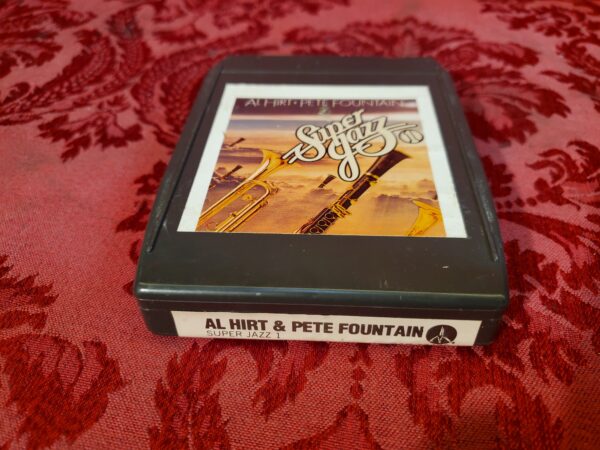 AL HIRT • PETE FOUNTAIN
Super
Jazz
AL HIRT & PETE FOUNTAIN
SUPER JAZZ 1